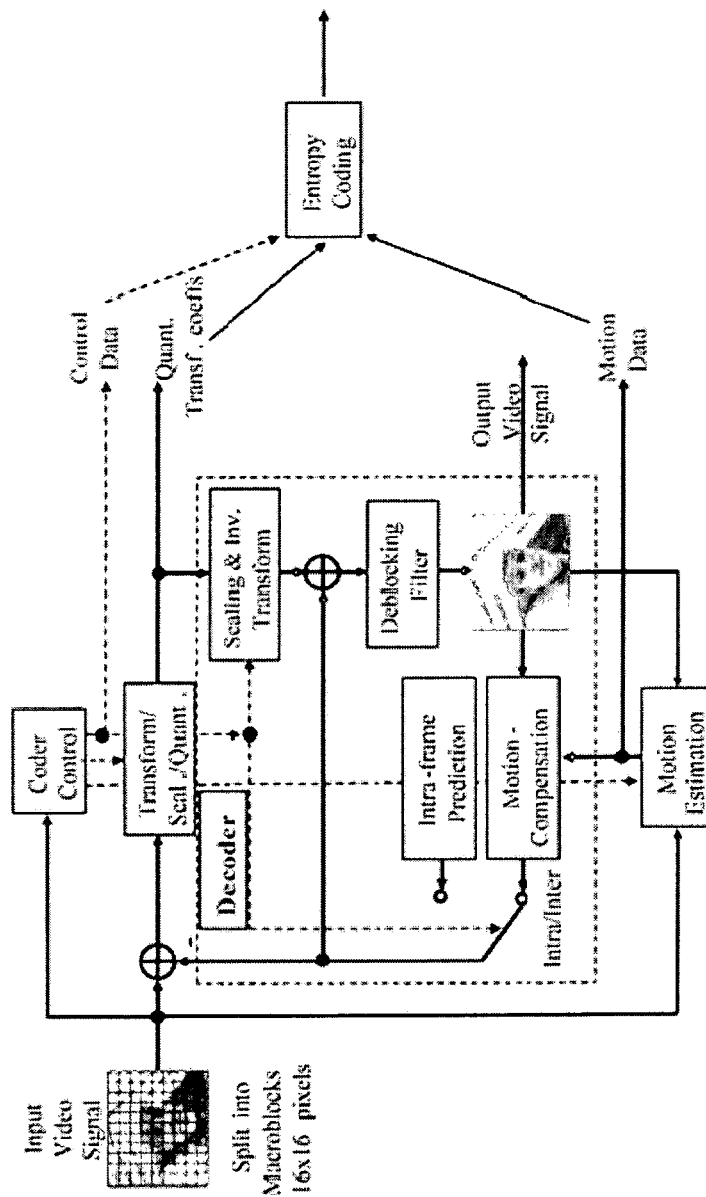 Input
Video
Signal
Split into
Macroblocks
16x16 pixels
Coder
Control
Control
Data
Transform/
Scal./Quant.
Quant.
Transf. coeffs
Decoder
Scaling & Inv.
Transform
Entropy
Coding
Deblocking
Filter
Intra-frame
Prediction
Motion-
Compensation
Intra/Inter
Output
Video
Signal
Motion
Data
Motion
Estimation